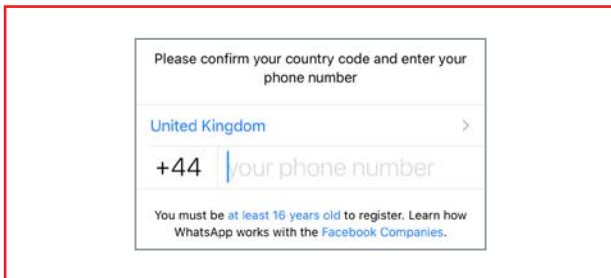 Please confirm your country code and enter your
phone number
United Kingdom
+44 your phone number
You must be at least 16 years old to register. Learn how
WhatsApp works with the Facebook Companies.